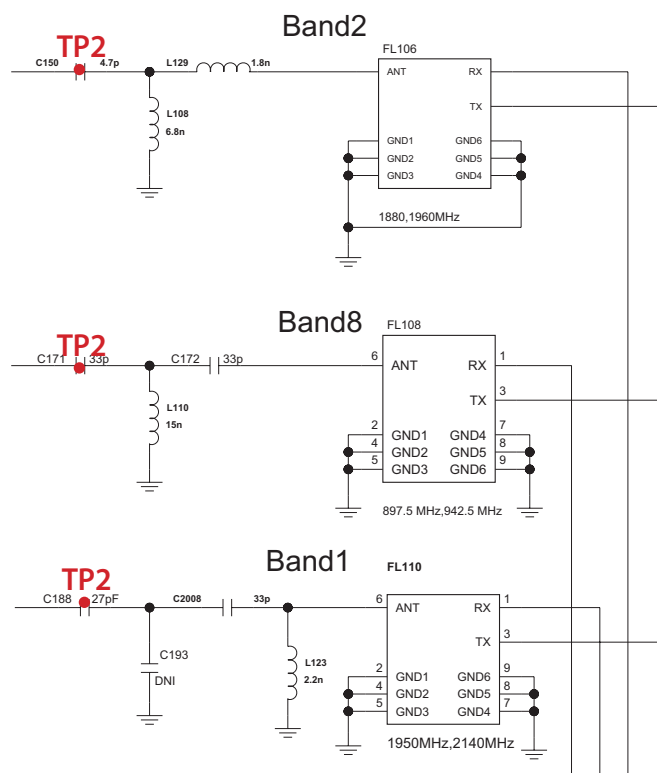 Band2
FL106
TP2
C150 4.7p L129 1.8n
ANT RX
TX
L108
6.8n
GND1 GND6
GND2 GND5
GND3 GND4
1880,1960MHz
Band8
FL108
TP2
C171 33p C172 33p 6 ANT RX 1
TX 3
L110
15n
2 GND1 GND4 7
4 GND2 GND5 8
5 GND3 GND6 9
897.5 MHz,942.5 MHz
Band1
FL110
TP2
C188 27pF C2008 33p 6 ANT RX 1
TX 3
C193
DNI
L123
2.2n
2 GND1 GND6 9
4 GND2 GND5 8
5 GND3 GND4 7
1950MHz,2140MHz